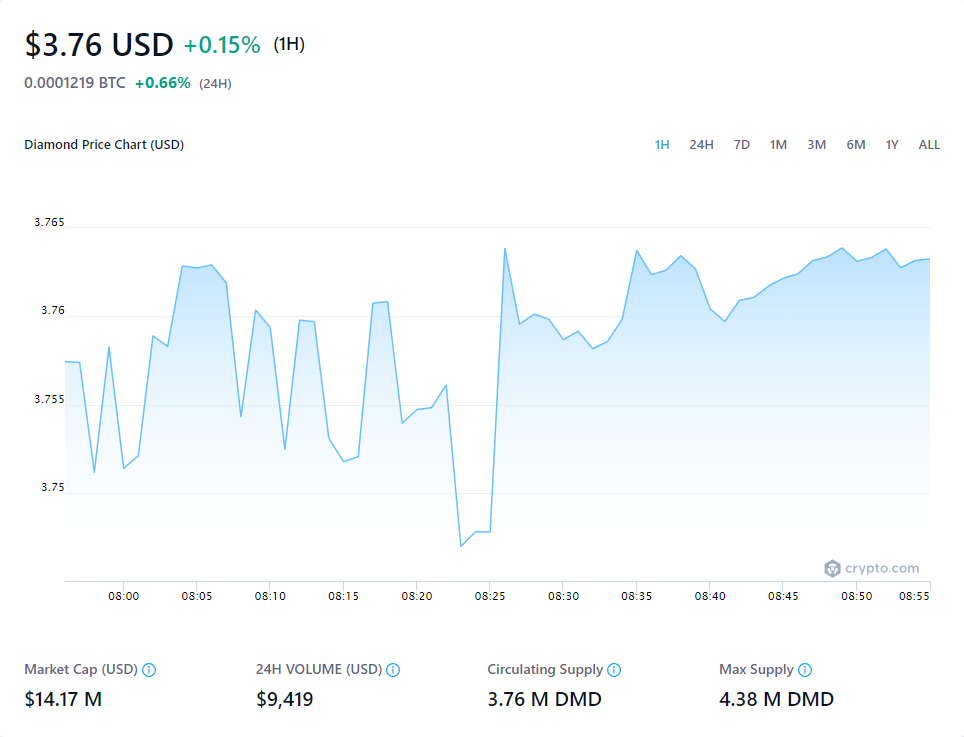 $3.76 USD +0.15% (1H)
0.0001219 BTC +0.66% (24H)
Diamond Price Chart (USD)
1H 24H 7D 1M 3M 6M 1Y ALL
3.765
3.76
3.755
3.75
crypto.com
08:00 08:05 08:10 08:15 08:20 08:25 08:30 08:35 08:40 08:45 08:50 08:55
Market Cap (USD) 24H VOLUME (USD) Circulating Supply Max Supply
$14.17 M $9,419 3.76 M DMD 4.38 M DMD